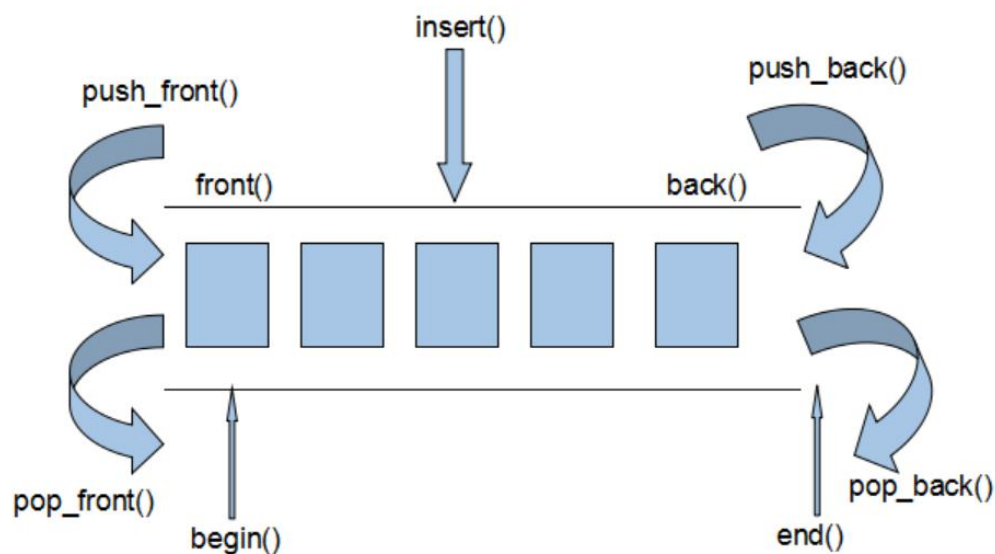 insert()
push_front()
push_back()
front()
back()
pop_front()
pop_back()
begin()
end()